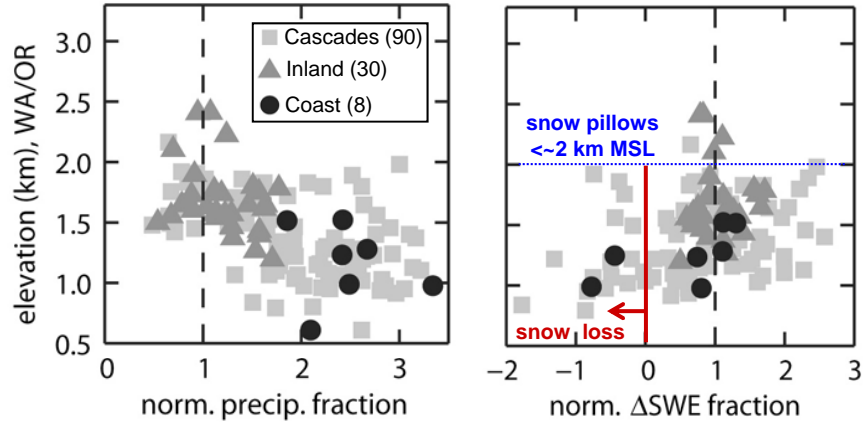 elevation (km), WA/OR
3.0
2.5
2.0
1.5
1.0
0.5
Cascades (90)
Inland (30)
Coast (8)
0 1 2 3
norm. precip. fraction
snow pillows
<~2 km MSL
snow loss
−2 −1 0 1 2 3
norm. ΔSWE fraction